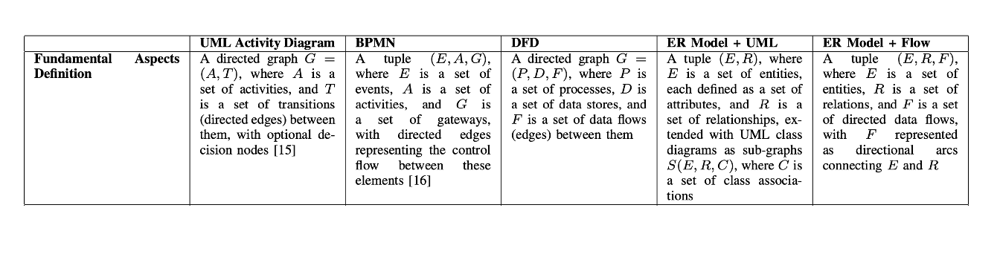 UML Activity Diagram
BPMN
DFD
ER Model + UML
ER Model + Flow
Fundamental Aspects
Definition
A directed graph G =
(A, T), where A is a
set of activities, and T
is a set of transitions
(directed edges) between
them, with optional de-
cision nodes [15]
A tuple (E, A, G),
where E is a set of
events, A is a set of
activities, and G is
a set of gateways,
with directed edges
representing the control
flow between these
elements [16]
A directed graph G =
(P, D, F), where P is
a set of processes, D is
a set of data stores, and
F is a set of data flows
(edges) between them
A tuple (E, R), where
E is a set of entities,
each defined as a set of
attributes, and R is a
set of relationships, ex-
tended with UML class
diagrams as sub-graphs
S(E, R, C), where C is
a set of class associa-
tions
A tuple (E, R, F),
where E is a set of
entities, R is a set of
relations, and F is a set
of directed data flows,
with F represented
as directional arcs
connecting E and R